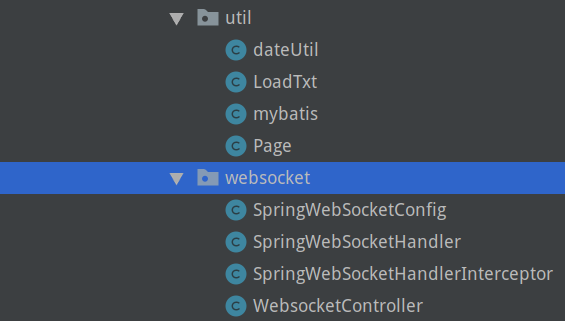 util
dateUtil
LoadTxt
mybatis
Page
websocket
SpringWebSocketConfig
SpringWebSocketHandler
SpringWebSocketHandlerInterceptor
WebsocketController